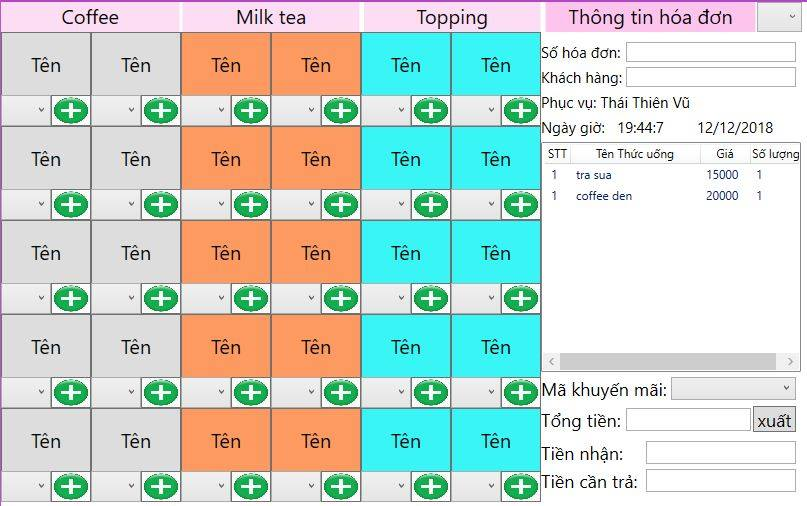 Coffee Milk tea Topping Thông tin hóa đơn
Tên Tên Tên Tên Tên Tên
Tên Tên Tên Tên Tên Tên
Tên Tên Tên Tên Tên Tên
Tên Tên Tên Tên Tên Tên
Tên Tên Tên Tên Tên Tên
Số hóa đơn:
Khách hàng:
Phục vụ: Thái Thiên Vũ
Ngày giờ: 19:44:7 12/12/2018
STT Tên Thức uống Giá Số lượng
1 tra sua 15000 1
1 coffee den 20000 1
Mã khuyến mãi:
Tổng tiền: xuất
Tiền nhận:
Tiền cần trả: